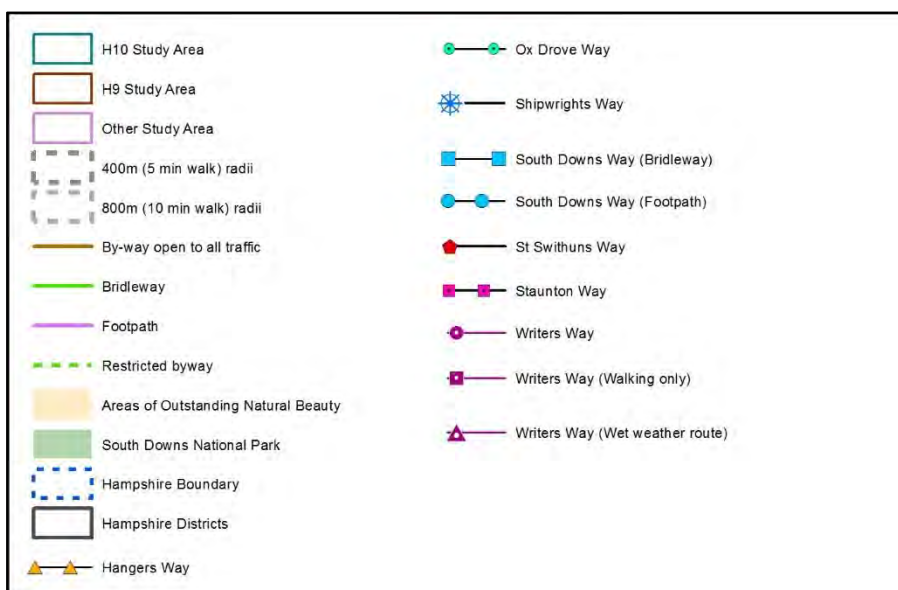 H10 Study Area
H9 Study Area
Other Study Area
400m (5 min walk) radii
800m (10 min walk) radii
By-way open to all traffic
Bridleway
Footpath
Restricted byway
Areas of Outstanding Natural Beauty
South Downs National Park
Hampshire Boundary
Hampshire Districts
Hangers Way
Ox Drove Way
Shipwrights Way
South Downs Way (Bridleway)
South Downs Way (Footpath)
St Swithuns Way
Staunton Way
Writers Way
Writers Way (Walking only)
Writers Way (Wet weather route)